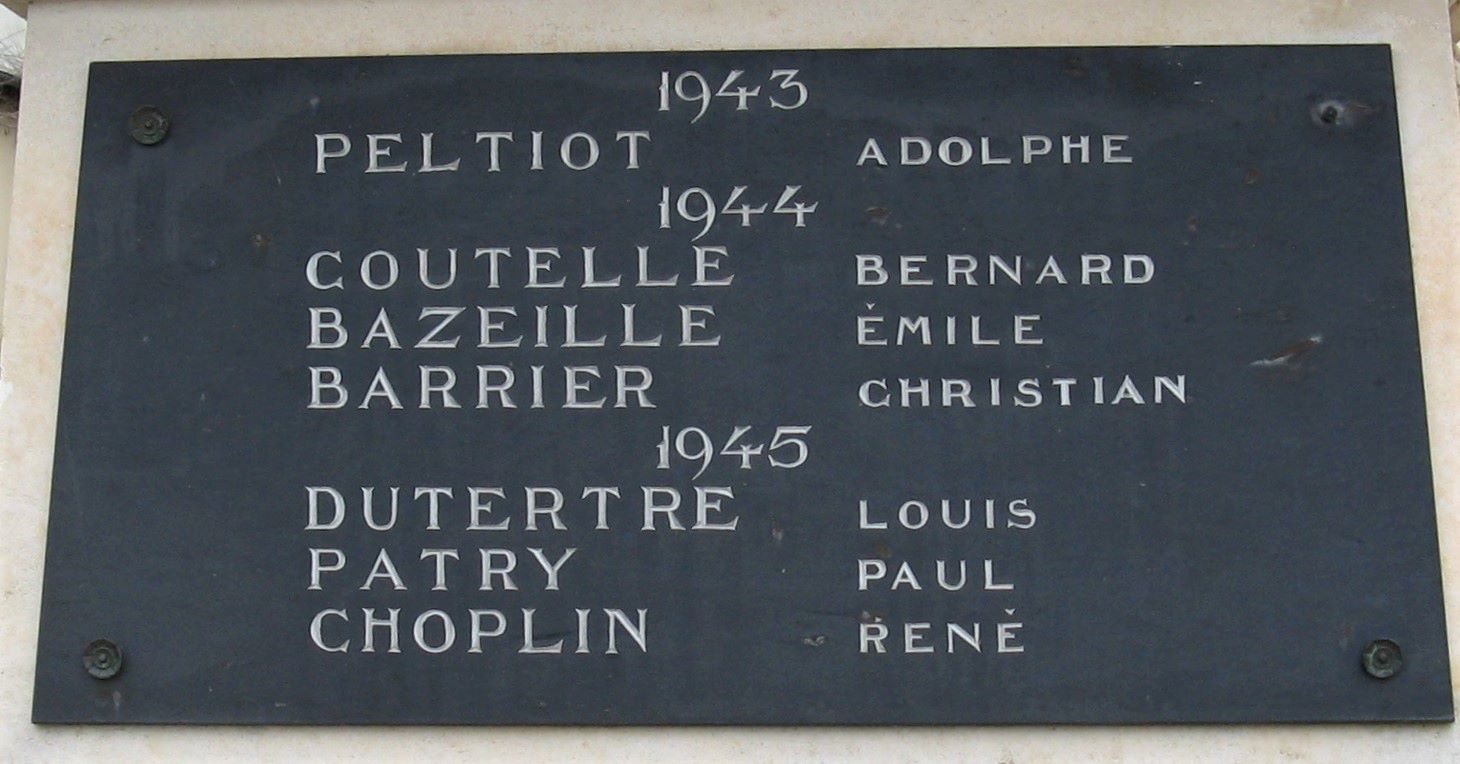 1943
PELTIOT ADOLPHE
1944
COUTELLE BERNARD
BAZEILLE ÉMILE
BARRIER CHRISTIAN
1945
DUTERTRE LOUIS
PATRY PAUL
CHOPLIN RENÉ